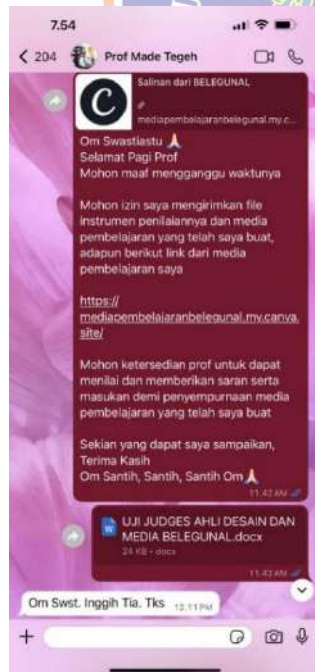 7.54
204
Prof Made Tegeh
Salinan dari BELEGUNAL
mediapembelajaranbelegunal.my.c...
Om Swastiastu 🙏
Selamat Pagi Prof
Mohon maaf mengganggu waktunya
Mohon izin saya mengirimkan file
instrumen penilaiannya dan media
pembelajaran yang telah saya buat,
adapun berikut link dari media
pembelajaran saya
https://
mediapembelajaranbelegunal.my.canva.
site/
Mohon ketersedian prof untuk dapat
menilai dan memberikan saran serta
masukan demi penyempurnaan media
pembelajaran yang telah saya buat
Sekian yang dapat saya sampaikan,
Terima Kasih
Om Santih, Santih, Santih Om 🙏
11.42 AM
UJI JUDGES AHLI DESAIN DAN
MEDIA BELEGUNAL.docx
24 KB • docx
11.42 AM
Om Swst. Inggih Tia. Tks 12.11 PM